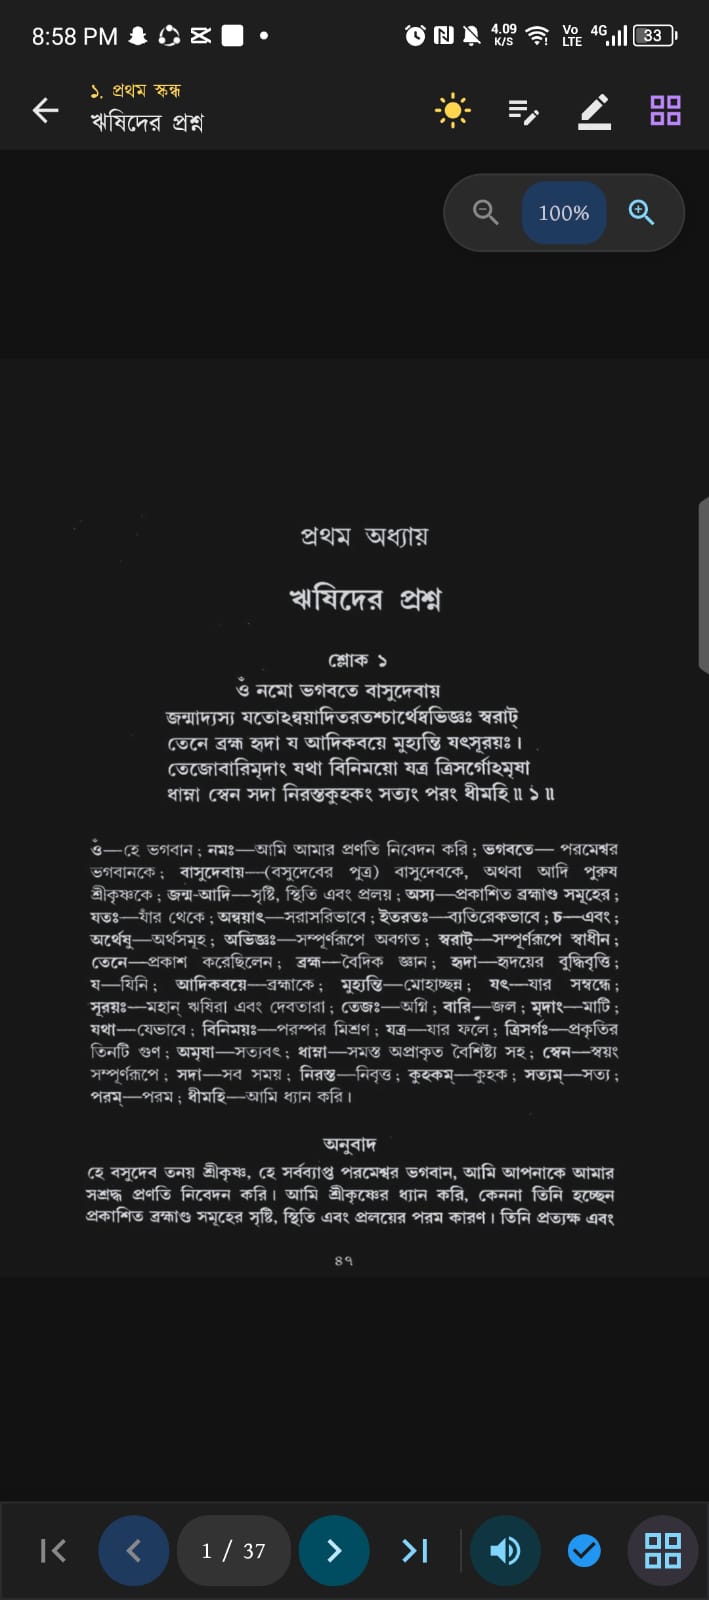 8:58 PM
4.09 K/S
Vo LTE
4G
33
১. প্রথম স্কন্ধ
ঋষিদের প্রশ্ন
100%
প্রথম অধ্যায়
ঋষিদের প্রশ্ন
শ্লোক ১
ওঁ নমো ভগবতে বাসুদেবায়
জন্মাদ্যস্য যতোঽন্বয়াদিতরতশ্চার্থেষ্বভিজ্ঞঃ স্বরাট্
তেনে ব্রহ্ম হৃদা য আদিকবয়ে মুহ্যন্তি যৎসূরয়ঃ।
তেজোবারিমৃদাং যথা বিনিময়ো যত্র ত্রিসর্গোঽমৃষা
ধাম্না স্বেন সদা নিরস্তকুহকং সত্যং পরং ধীমহি॥ ১॥
ওঁ—হে ভগবান; নমঃ—আমি আমার প্রণতি নিবেদন করি; ভগবতে— পরমেশ্বর
ভগবানকে; বাসুদেবায়—(বসুদেবের পুত্র) বাসুদেবকে, অথবা আদি পুরুষ
শ্রীকৃষ্ণকে; জন্ম-আদি—সৃষ্টি, স্থিতি এবং প্রলয়; অস্য—প্রকাশিত ব্রহ্মাণ্ড সমূহের;
যতঃ—যাঁর থেকে; অন্বয়াৎ—সরাসরিভাবে; ইতরতঃ—ব্যতিরেকভাবে; চ—এবং;
অর্থেষু—অর্থসমূহ; অভিজ্ঞঃ—সম্পূর্ণরূপে অবগত; স্বরাট্—সম্পূর্ণরূপে স্বাধীন;
তেনে—প্রকাশ করেছিলেন; ব্রহ্ম—বৈদিক জ্ঞান; হৃদা—হৃদয়ের বুদ্ধিবৃত্তি;
য—যিনি; আদিকবয়ে—ব্রহ্মাকে; মুহ্যন্তি—মোহাচ্ছন্ন; যৎ—যার সম্বন্ধে;
সূরয়ঃ—মহান্ ঋষিরা এবং দেবতারা; তেজঃ—অগ্নি; বারি—জল; মৃদাং—মাটি;
যথা—যেভাবে; বিনিময়ঃ—পরস্পর মিশ্রণ; যত্র—যার ফলে; ত্রিসর্গঃ—প্রকৃতির
তিনটি গুণ; অমৃষা—সত্যবৎ; ধাম্না—সমস্ত অপ্রাকৃত বৈশিষ্ট্য সহ; স্বেন—স্বয়ং
সম্পূর্ণরূপে; সদা—সব সময়; নিরস্ত—নিবৃত্ত; কুহকম্—কুহক; সত্যম্—সত্য;
পরম্—পরম; ধীমহি—আমি ধ্যান করি।
অনুবাদ
হে বসুদেব তনয় শ্রীকৃষ্ণ, হে সর্বব্যাপ্ত পরমেশ্বর ভগবান, আমি আপনাকে আমার
সশ্রদ্ধ প্রণতি নিবেদন করি। আমি শ্রীকৃষ্ণের ধ্যান করি, কেননা তিনি হচ্ছেন
প্রকাশিত ব্রহ্মাণ্ড সমূহের সৃষ্টি, স্থিতি এবং প্রলয়ের পরম কারণ। তিনি প্রত্যক্ষ এবং
৪৭
1 / 37